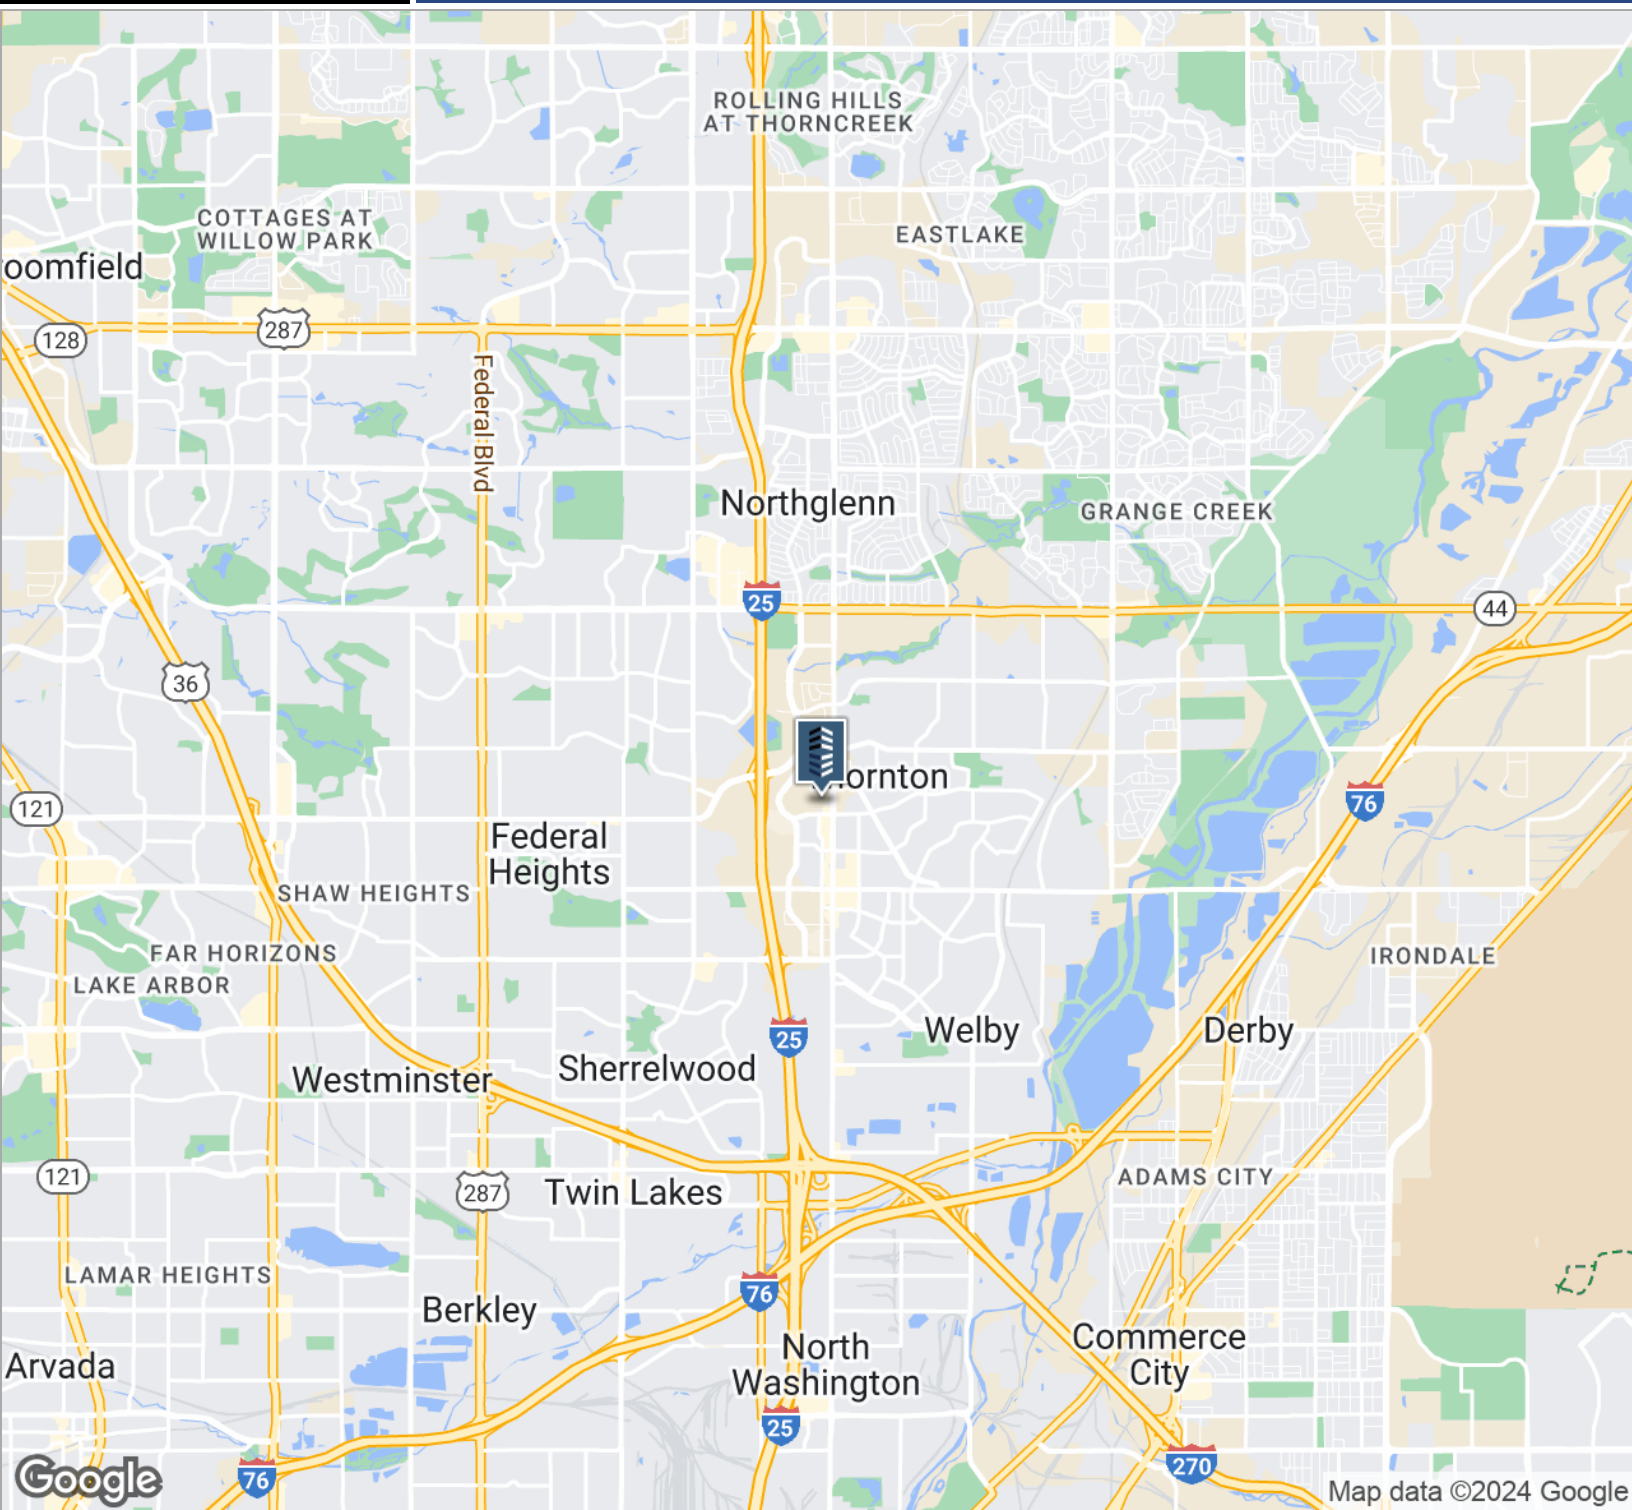 ROLLING HILLS
AT THORNCREEK
COTTAGES AT
WILLOW PARK
EASTLAKE
roomfield
128
287
Federal Blvd
Northglenn
GRANGE CREEK
25
44
36
ornton
121
76
Federal
Heights
SHAW HEIGHTS
FAR HORIZONS
LAKE ARBOR
IRONDALE
25
Welby
Derby
Sherrelwood
Westminster
121
287
Twin Lakes
ADAMS CITY
LAMAR HEIGHTS
76
Berkley
North
Washington
Commerce
City
Arvada
25
270
76
Google
Map data ©2024 Google